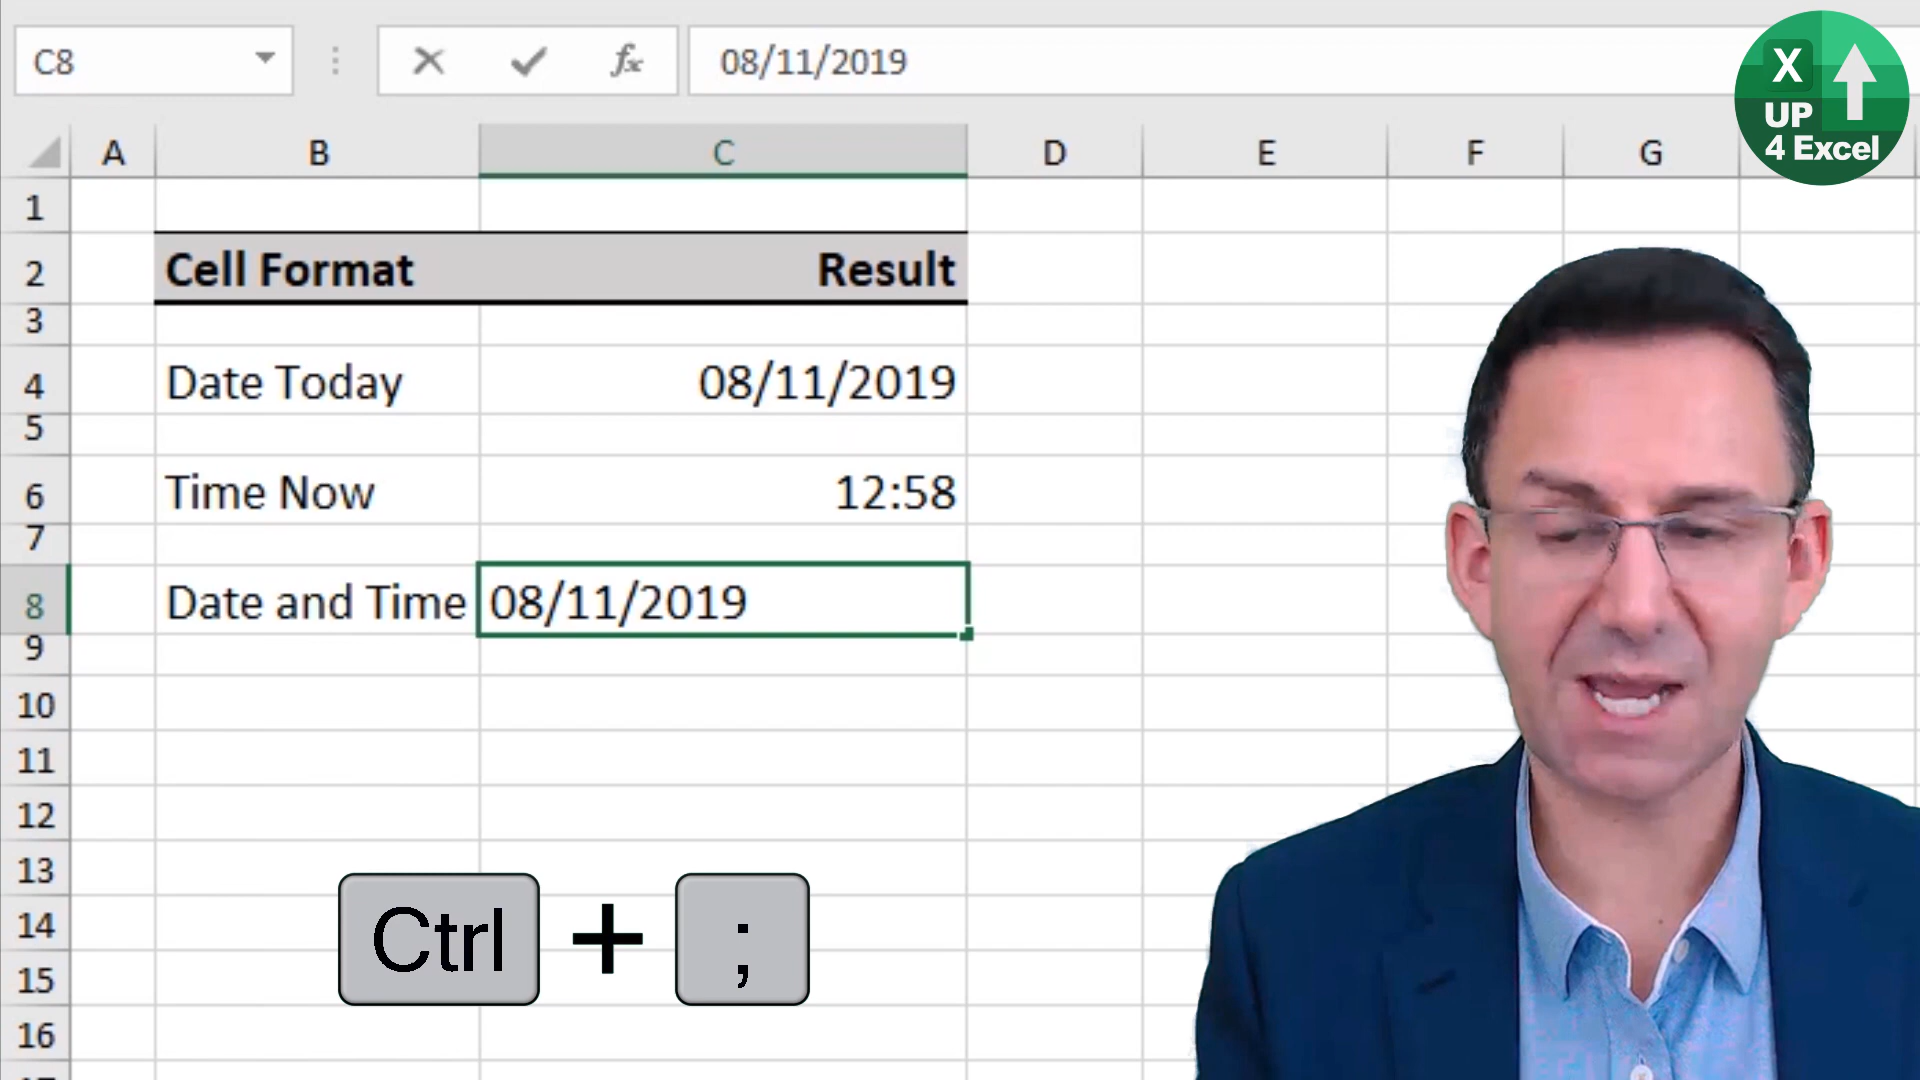 C8 fx 08/11/2019
X
UP
4 Excel
A B C D E F G
1
2 Cell Format Result
3
4 Date Today 08/11/2019
5
6 Time Now 12:58
7
8 Date and Time 08/11/2019
9
10
11
12
13
14
15
16
Ctrl + ;